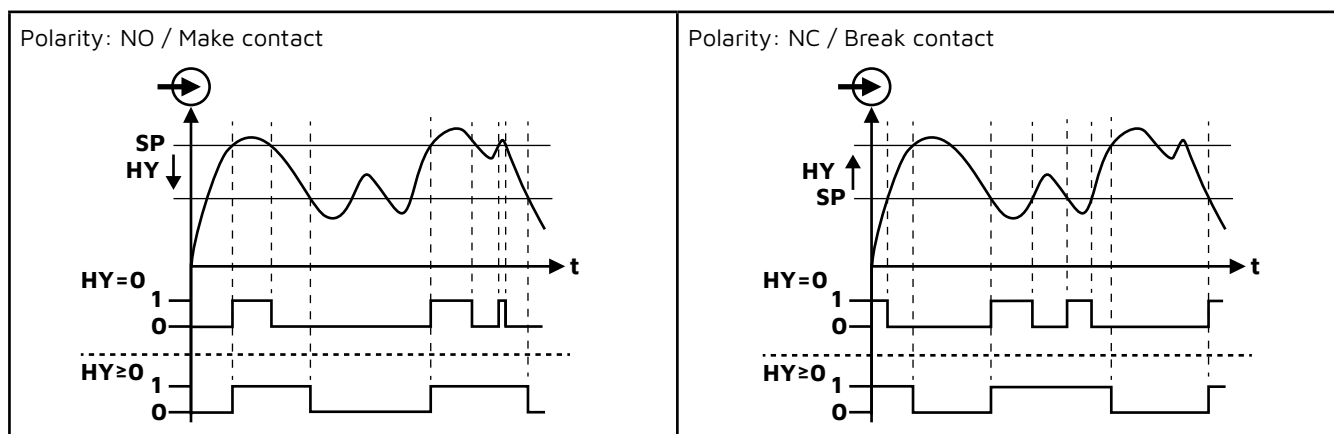 Polarity: NO / Make contact
SP
HY
t
HY=0
1
0
HY≥0
1
0
Polarity: NC / Break contact
HY
SP
t
HY=0
1
0
HY≥0
1
0